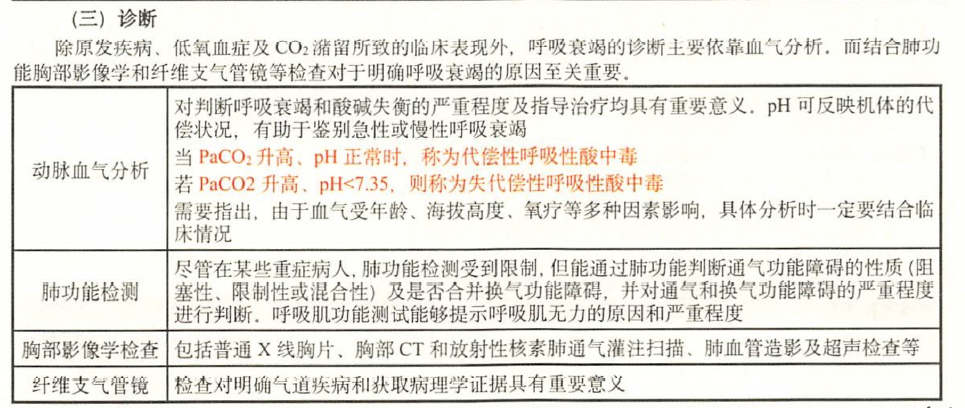 （三）诊断
除原发疾病、低氧血症及CO₂潴留所致的临床表现外，呼吸衰竭的诊断主要依靠血气分析。而结合肺功
能胸部影像学和纤维支气管镜等检查对于明确呼吸衰竭的原因至关重要。
对判断呼吸衰竭和酸碱失衡的严重程度及指导治疗均具有重要意义。pH 可反映机体的代
偿状况，有助于鉴别急性或慢性呼吸衰竭
动脉血气分析
当 PaCO₂ 升高、pH 正常时，称为代偿性呼吸性酸中毒
若 PaCO2 升高、pH<7.35，则称为失代偿性呼吸性酸中毒
需要指出，由于血气受年龄、海拔高度、氧疗等多种因素影响，具体分析时一定要结合临
床情况
肺功能检测
尽管在某些重症病人，肺功能检测受到限制，但能通过肺功能判断通气功能障碍的性质（阻
塞性、限制性或混合性）及是否合并换气功能障碍，并对通气和换气功能障碍的严重程度
进行判断。呼吸肌功能测试能够提示呼吸肌无力的原因和严重程度
胸部影像学检查 包括普通 X 线胸片、胸部 CT 和放射性核素肺通气灌注扫描、肺血管造影及超声检查等
纤维支气管镜 检查对明确气道疾病和获取病理学证据具有重要意义